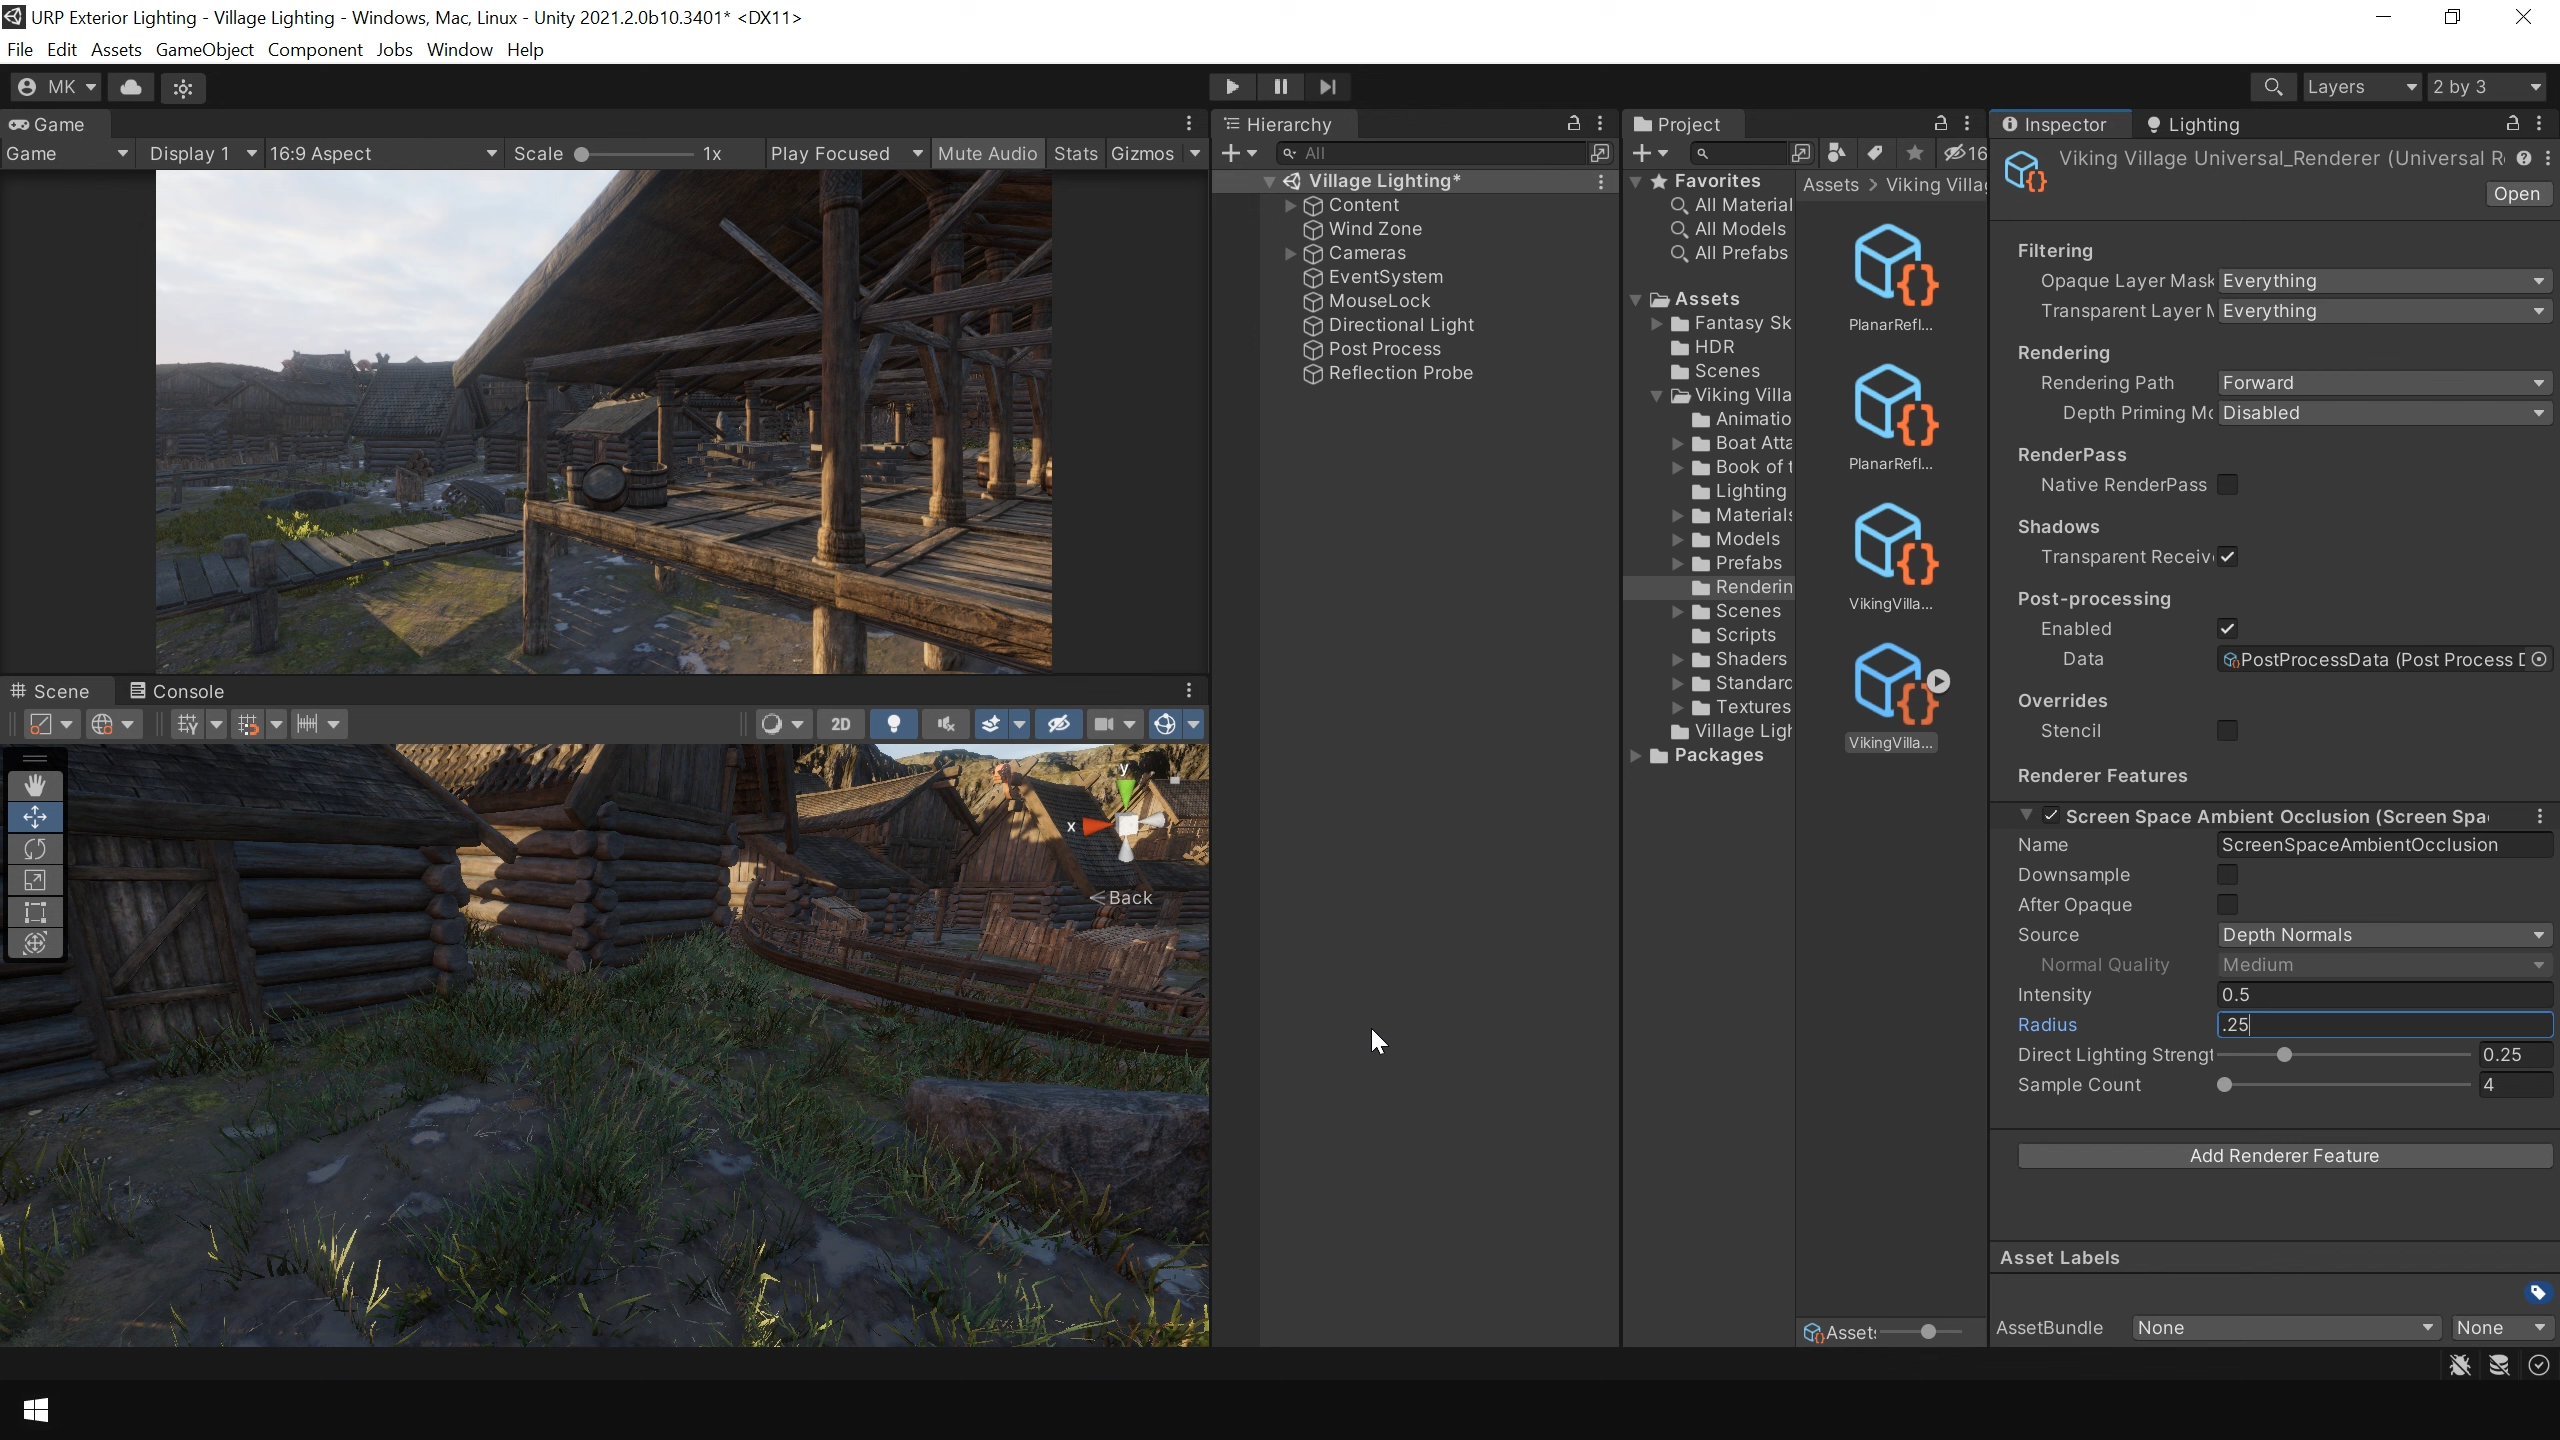 URP Exterior Lighting - Village Lighting - Windows, Mac, Linux - Unity 2021.2.0b10.3401* <DX11>
File Edit Assets GameObject Component Jobs Window Help
MK
Layers
2 by 3
Game
Game
Display 1
16:9 Aspect
Scale
1x
Play Focused
Mute Audio
Stats
Gizmos
Scene
Console
2D
y
x
Back
Hierarchy
All
Village Lighting*
Content
Wind Zone
Cameras
EventSystem
MouseLock
Directional Light
Post Process
Reflection Probe
Project
16
Favorites
All Material
All Models
All Prefabs
Assets
Fantasy Sk
HDR
Scenes
Viking Villa
Animatio
Boat Atta
Book of t
Lighting
Materials
Models
Prefabs
Renderin
Scenes
Scripts
Shaders
Standard
Textures
Village Ligh
Packages
Assets > Viking Villag
PlanarRefl...
PlanarRefl...
VikingVilla...
VikingVilla...
Assets
Inspector
Lighting
Viking Village Universal_Renderer (Universal R
Open
Filtering
Opaque Layer Mask Everything
Transparent Layer M Everything
Rendering
Rendering Path Forward
Depth Priming Mo Disabled
RenderPass
Native RenderPass
Shadows
Transparent Receiv
Post-processing
Enabled
Data PostProcessData (Post Process D
Overrides
Stencil
Renderer Features
Screen Space Ambient Occlusion (Screen Spa
Name ScreenSpaceAmbientOcclusion
Downsample
After Opaque
Source Depth Normals
Normal Quality Medium
Intensity 0.5
Radius .25
Direct Lighting Strengt 0.25
Sample Count 4
Add Renderer Feature
Asset Labels
AssetBundle None None